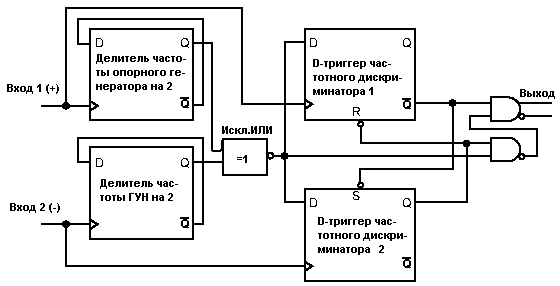 D
Q
Делитель часто-
ты опорного ге-
нератора на 2
Q
Вход 1 (+)
D
Q
D-триггер час-
тотного дискри-
минатора 1
Q
R
Выход
Искл.ИЛИ
=1
D
Q
Делитель час-
тоты ГУН на 2
Q
Вход 2 (-)
S
D
Q
D-триггер час-
тотного дискри-
минатора 2
Q